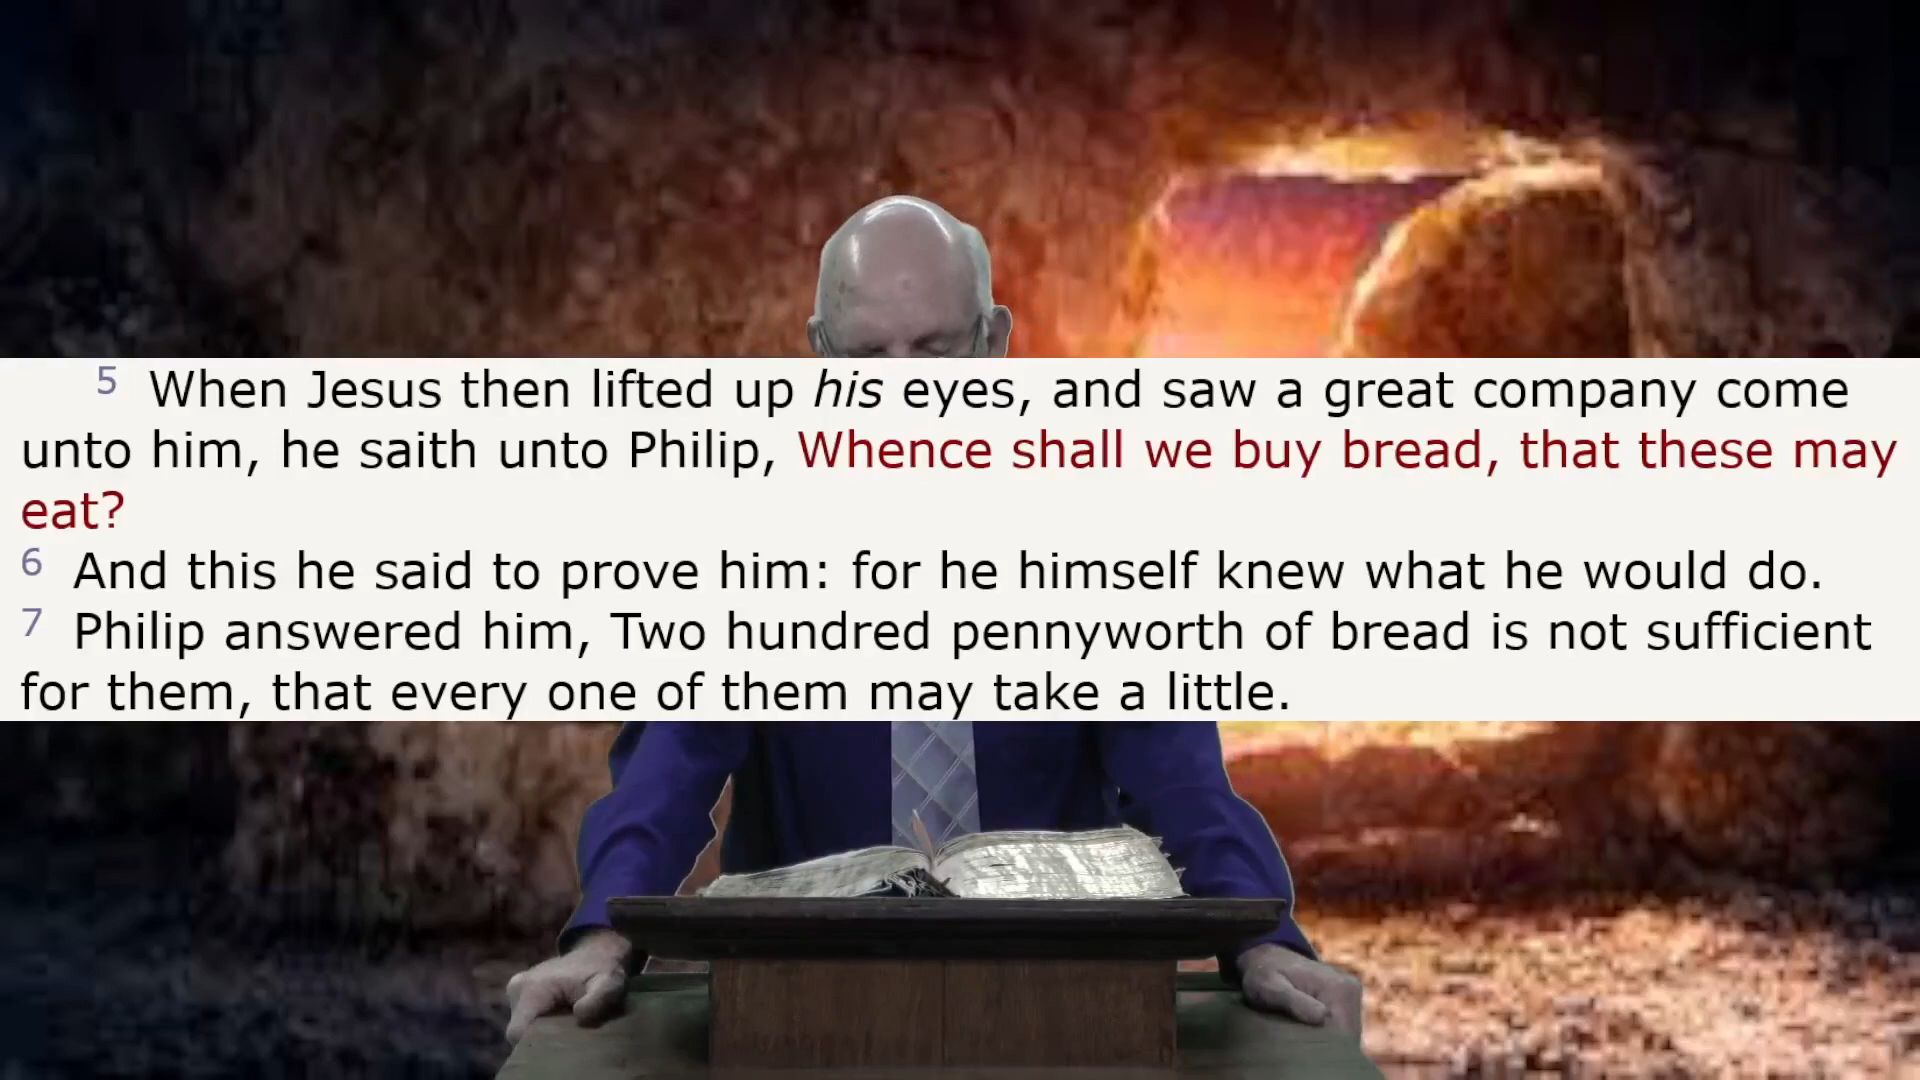 5 When Jesus then lifted up his eyes, and saw a great company come
unto him, he saith unto Philip, Whence shall we buy bread, that these may
eat?
6 And this he said to prove him: for he himself knew what he would do.
7 Philip answered him, Two hundred pennyworth of bread is not sufficient
for them, that every one of them may take a little.